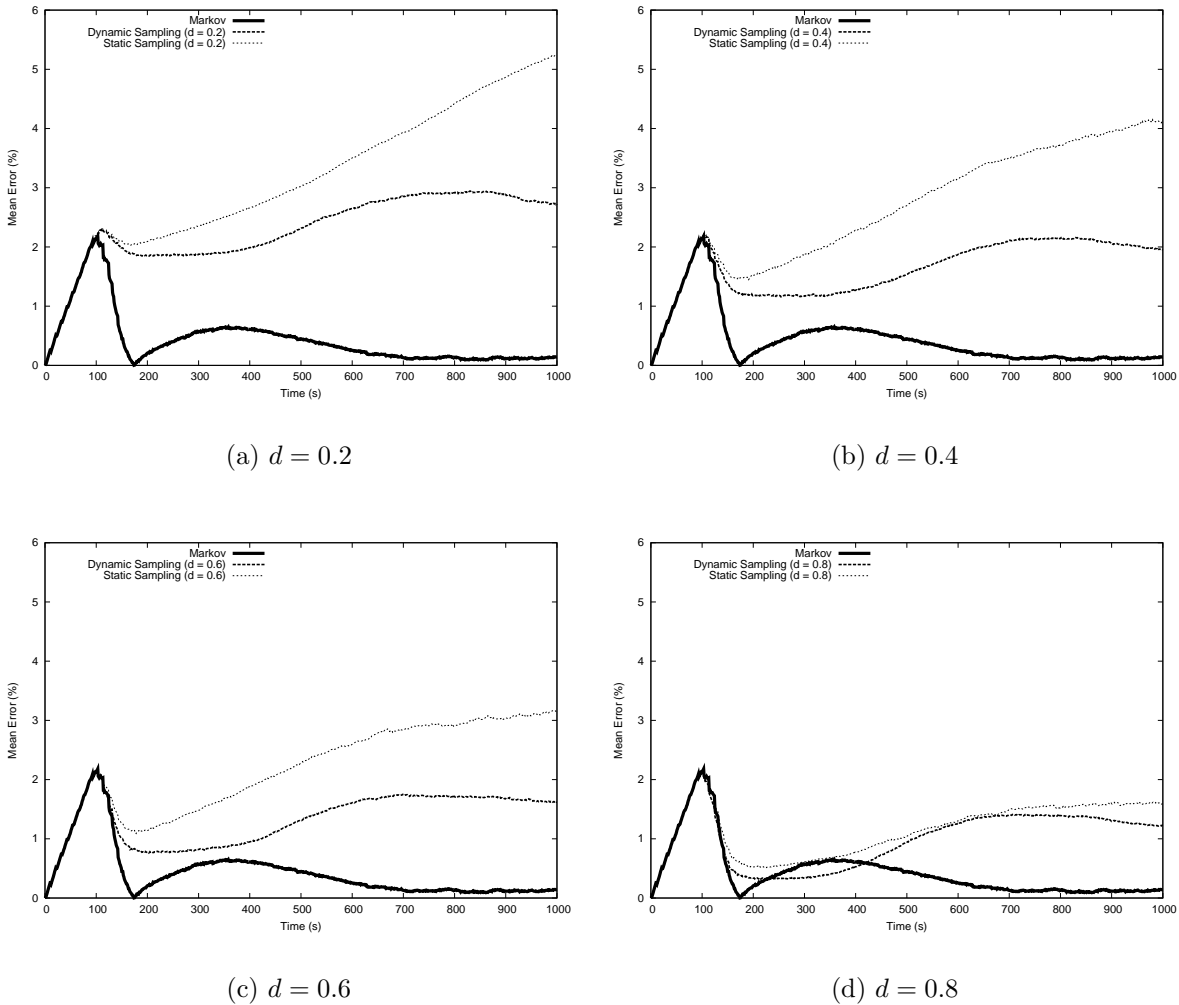 Mean Error (%)
6
5
4
3
2
1
0
0 100 200 300 400 500 600 700 800 900 1000
Time (s)
Markov
Dynamic Sampling (d = 0.2)
Static Sampling (d = 0.2)
(a) d = 0.2
Mean Error (%)
6
5
4
3
2
1
0
0 100 200 300 400 500 600 700 800 900 1000
Time (s)
Markov
Dynamic Sampling (d = 0.4)
Static Sampling (d = 0.4)
(b) d = 0.4
Mean Error (%)
6
5
4
3
2
1
0
0 100 200 300 400 500 600 700 800 900 1000
Time (s)
Markov
Dynamic Sampling (d = 0.6)
Static Sampling (d = 0.6)
(c) d = 0.6
Mean Error (%)
6
5
4
3
2
1
0
0 100 200 300 400 500 600 700 800 900 1000
Time (s)
Markov
Dynamic Sampling (d = 0.8)
Static Sampling (d = 0.8)
(d) d = 0.8